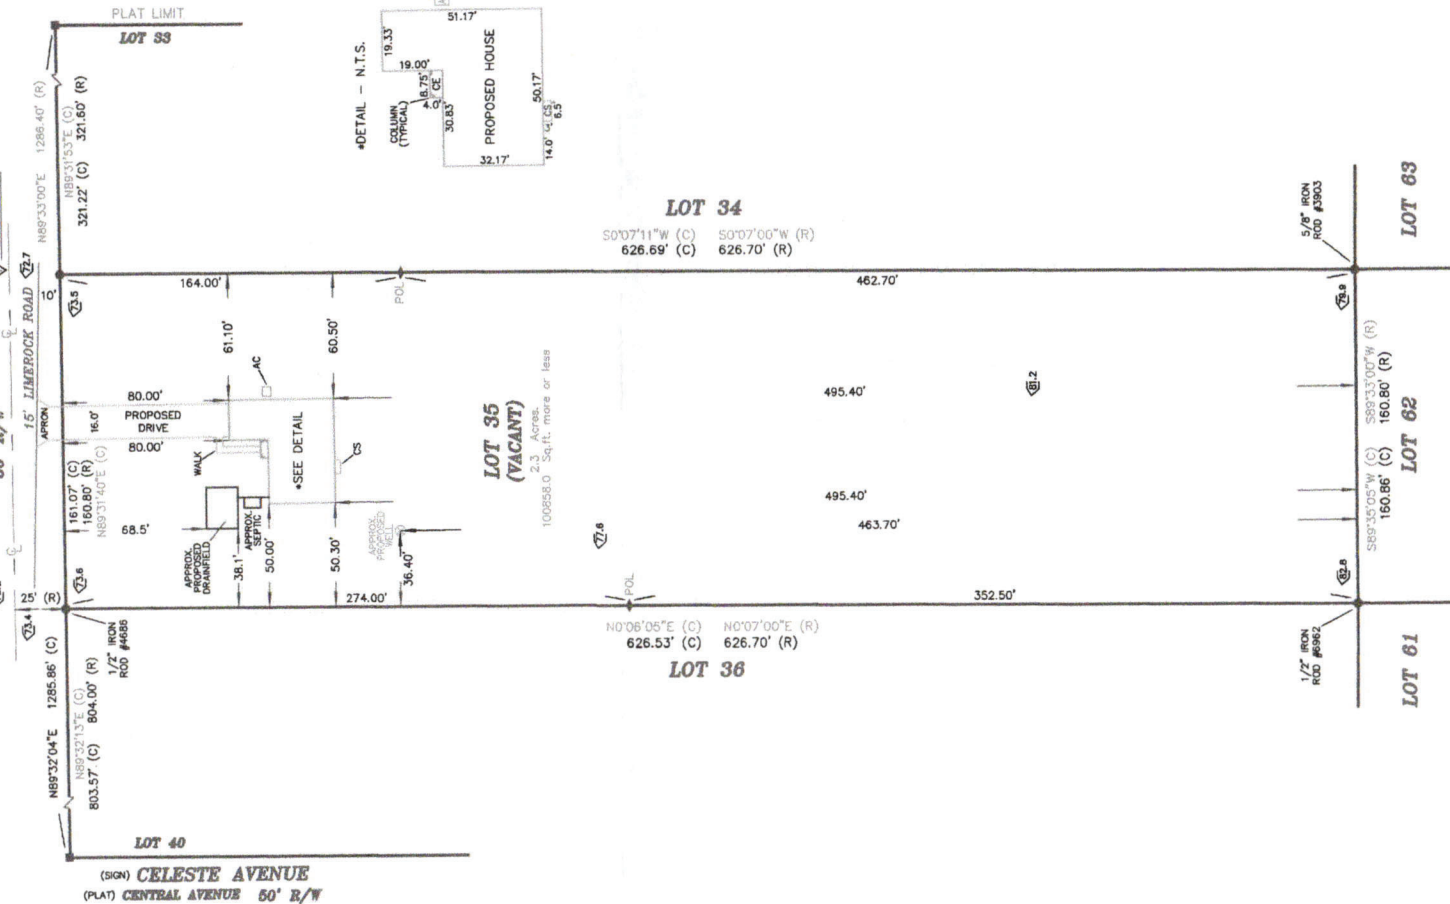 PLAT LIMIT
LOT 33
N89°33'00"E 1286.40' (R)
N89°31'53"E (C)
321.22' (C) 321.60' (R)
*DETAIL - N.T.S.
51.17'
19.33'
19.00'
8.75'
CE
4.0'
COLUMN
(TYPICAL)
30.83'
PROPOSED HOUSE
50.17'
32.17'
14.0'
CS
6.5'
LOT 34
S0°07'11"W (C) S0°07'00"W (R)
626.69' (C) 626.70' (R)
5/8" IRON
ROD #3903
LOT 63
15' LIMEROCK ROAD
72.7
10'
73.5
164.00'
POL
462.70'
79.9
61.10'
60.50'
AC
80.00'
PROPOSED
DRIVE
80.00'
16.0'
APRON
WALK
*SEE DETAIL
CS
LOT 35
(VACANT)
2.3 Acres.
100858.0 Sq.ft. more or less
495.40'
81.2
495.40'
463.70'
S89°33'00"W (R)
160.80' (R)
LOT 62
S89°35'05"W (C)
160.86' (C)
161.07' (C)
160.80' (R)
N89°31'40"E (C)
68.5'
APPROX.
PROPOSED
DRAINFIELD
APPROX.
SEPTIC
APPROX.
PROPOSED
WELL
38.1'
50.00'
50.30'
36.40'
77.6
73.6
25' (R)
73.4
274.00'
POL
352.50'
82.8
1/2" IRON
ROD #4686
N0°06'05"E (C) N0°07'00"E (R)
626.53' (C) 626.70' (R)
LOT 36
1/2" IRON
ROD #6962
LOT 61
N89°32'04"E 1285.86' (C)
N89°32'13"E (C)
803.57' (C) 804.00' (R)
LOT 40
(SIGN) CELESTE AVENUE
(PLAT) CENTRAL AVENUE 50' R/W